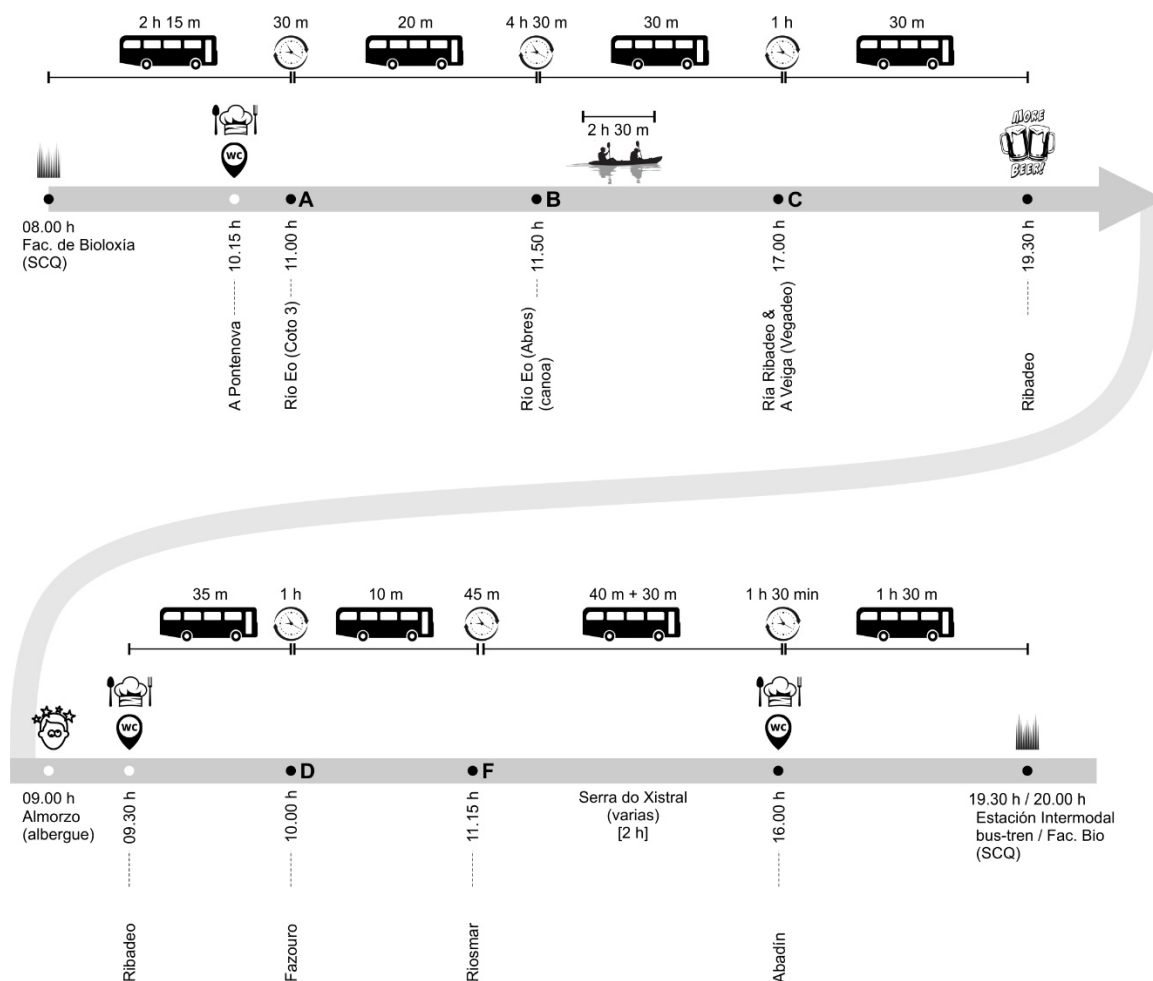 2 h 15 m
30 m
20 m
4 h 30 m
30 m
1 h
30 m
2 h 30 m
MORE
BEER!
WC
A
B
C
08.00 h
Fac. de Bioloxía
(SCQ)
10.15 h
A Pontenova
11.00 h
Río Eo (Coto 3)
11.50 h
Río Eo (Abres)
(canoa)
17.00 h
Ría Ribadeo &
A Veiga (Vegadeo)
19.30 h
Ribadeo
35 m
1 h
10 m
45 m
40 m + 30 m
1 h 30 min
1 h 30 m
WC
WC
D
F
09.00 h
Almorzo
(albergue)
09.30 h
Ribadeo
10.00 h
Fazouro
11.15 h
Riosmar
Serra do Xistral
(varias)
[2 h]
16.00 h
Abadín
19.30 h / 20.00 h
Estación Intermodal
bus-tren / Fac. Bio
(SCQ)